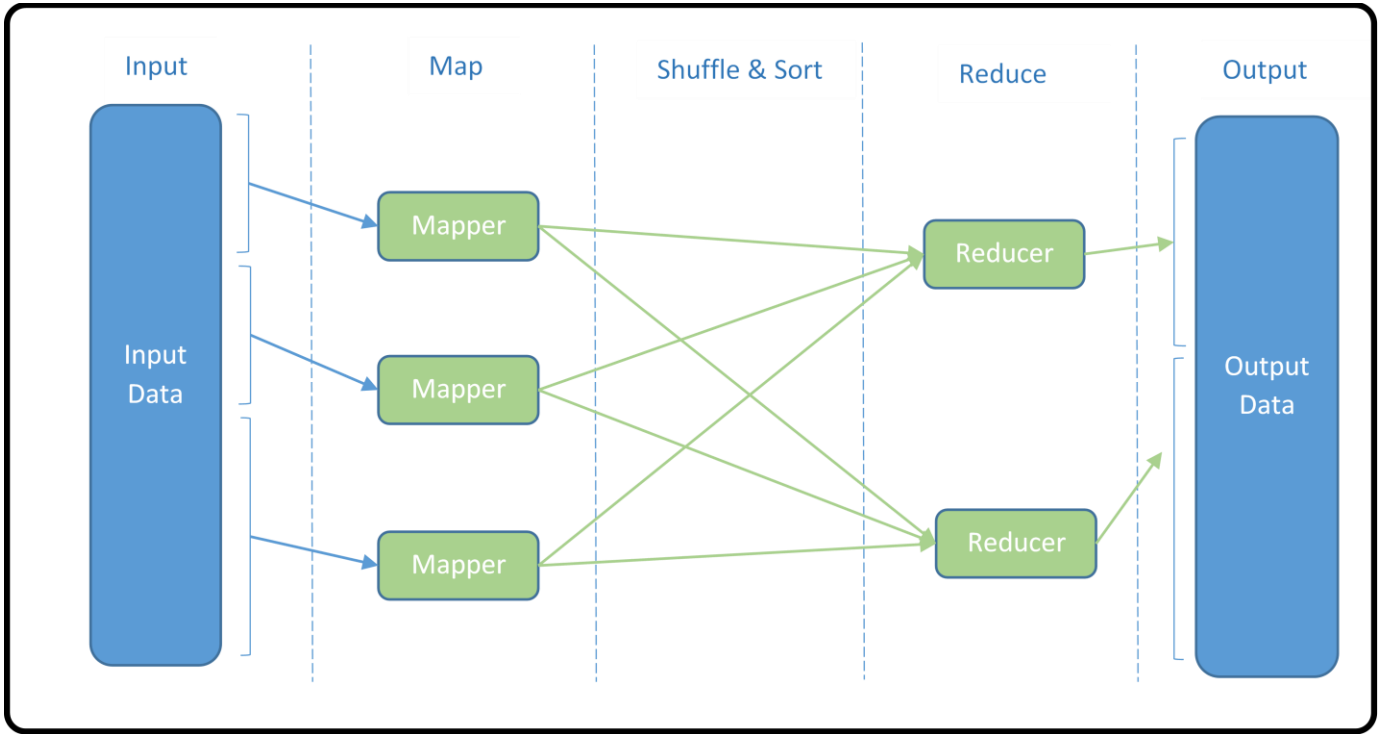 Input
Map
Shuffle & Sort
Reduce
Output
Input
Data
Mapper
Mapper
Mapper
Reducer
Reducer
Output
Data